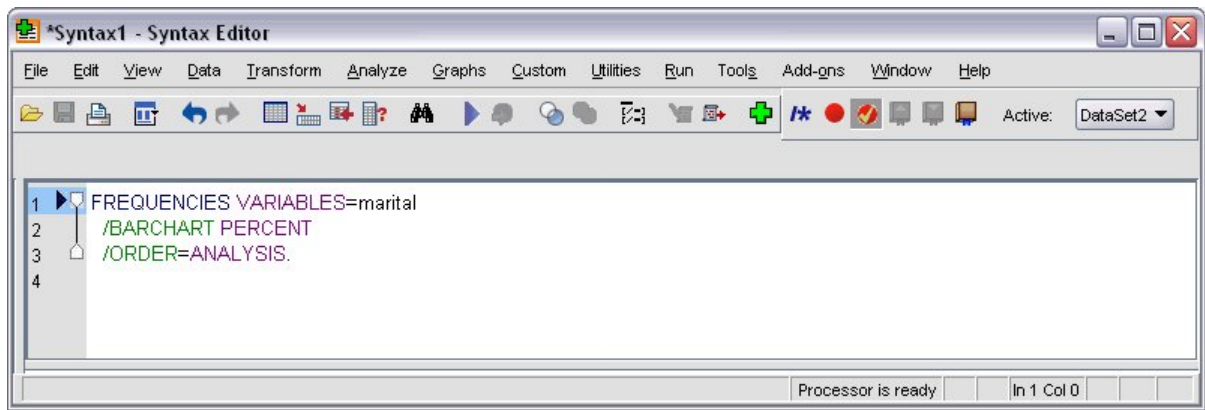 *Syntax1 - Syntax Editor
File Edit View Data Transform Analyze Graphs Custom Utilities Run Tools Add-ons Window Help
Active: DataSet2
1 FREQUENCIES VARIABLES=marital
2 /BARCHART PERCENT
3 /ORDER=ANALYSIS.
4
Processor is ready In 1 Col 0